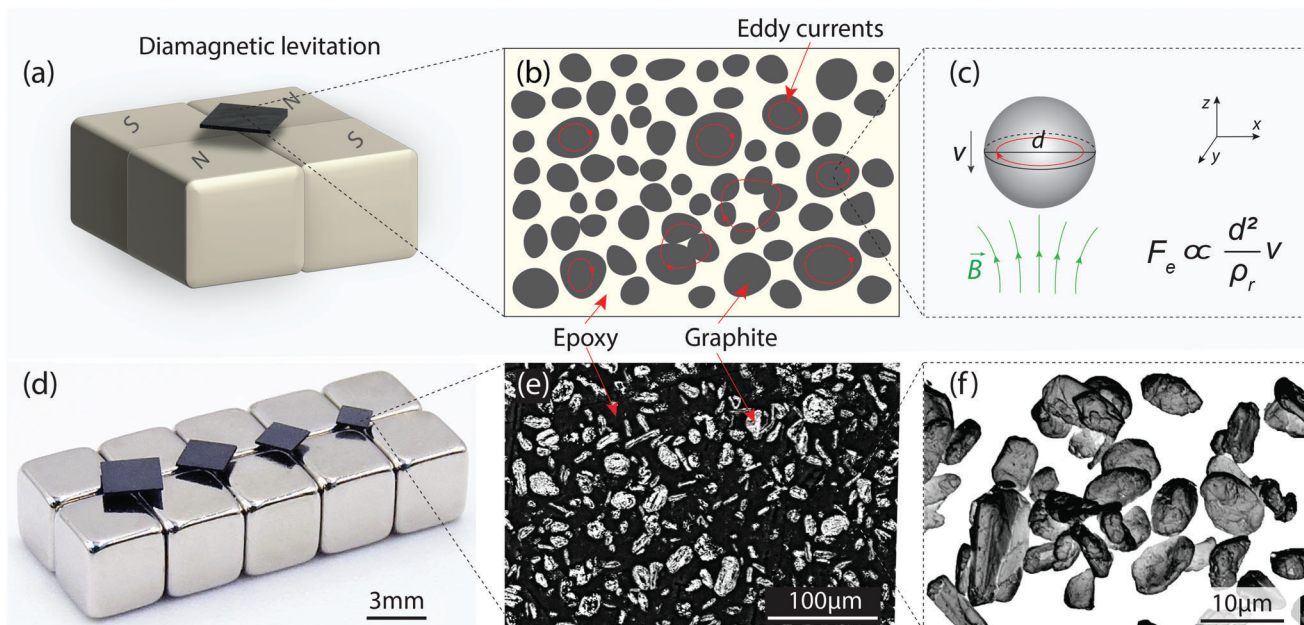 Diamagnetic levitation
(a)
S
N
N
S
Eddy currents
(b)
(c)
d
v
z
x
y
B
F_e ∝ d²/ρ_r v
Epoxy
Graphite
(d)
3mm
(e)
100µm
(f)
10µm